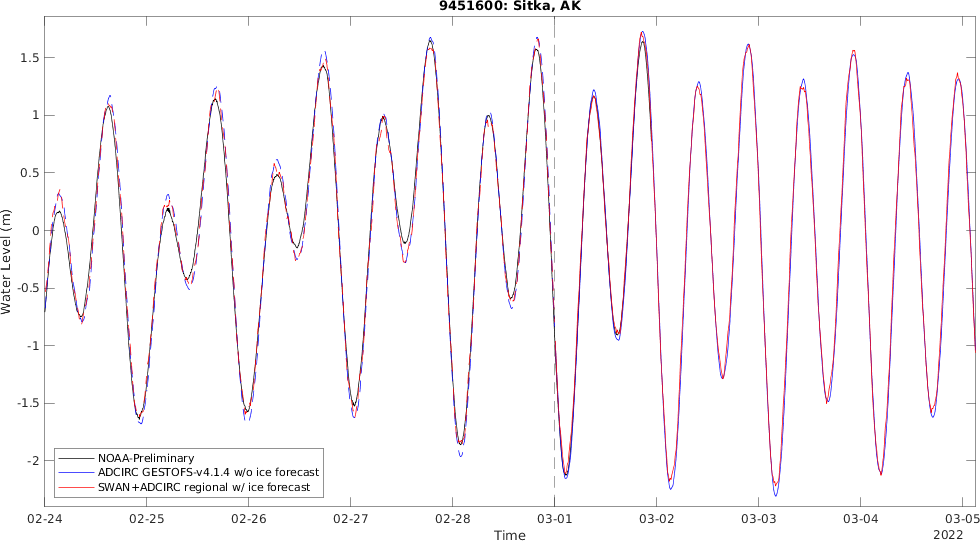 9451600: Sitka, AK
Water Level (m)
1.5
1
0.5
0
-0.5
-1
-1.5
-2
NOAA-Preliminary
ADCIRC GESTOFS-v4.1.4 w/o ice forecast
SWAN+ADCIRC regional w/ ice forecast
02-24 02-25 02-26 02-27 02-28 03-01 03-02 03-03 03-04 03-05
Time
2022